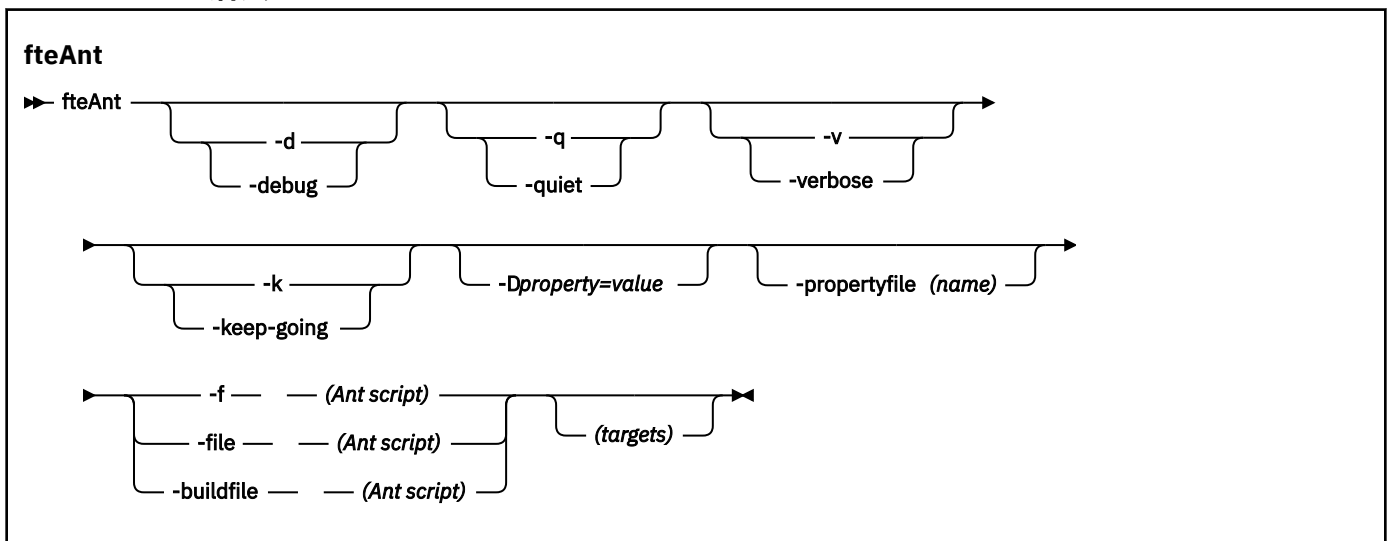 fteAnt
fteAnt
-d -q -v
-debug -quiet -verbose
-k -Dproperty=value -propertyfile (name)
-keep-going
-f (Ant script)
-file (Ant script) (targets)
-buildfile (Ant script)